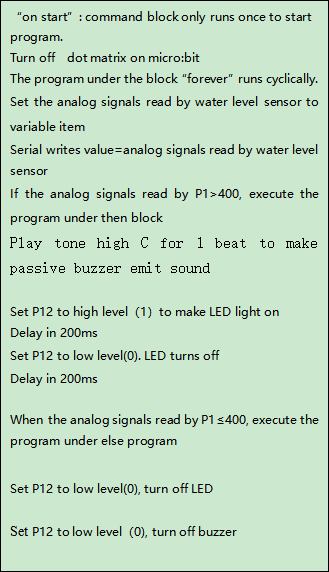 “on start”: command block only runs once to start
program.
Turn off dot matrix on micro:bit
The program under the block “forever” runs cyclically.
Set the analog signals read by water level sensor to
variable item
Serial writes value=analog signals read by water level
sensor
If the analog signals read by P1>400, execute the
program under then block
Play tone high C for 1 beat to make
passive buzzer emit sound
Set P12 to high level（1）to make LED light on
Delay in 200ms
Set P12 to low level(0). LED turns off
Delay in 200ms
When the analog signals read by P1≤400, execute the
program under else program
Set P12 to low level(0), turn off LED
Set P12 to low level（0), turn off buzzer